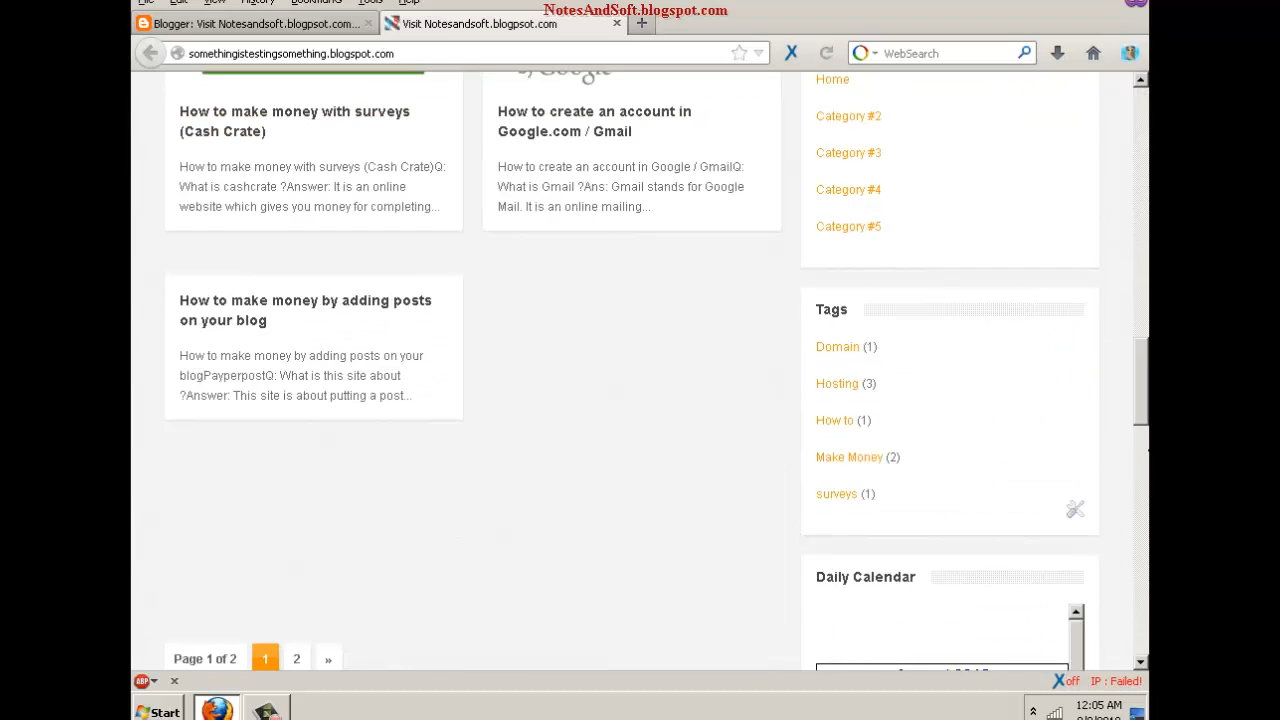 NotesAndSoft.blogpsot.com
Blogger: Visit Notesandsoft.blogpsot.com...
Visit Notesandsoft.blogpsot.com
somethingistestingsomething.blogspot.com
WebSearch
How to make money with surveys
(Cash Crate)
How to make money with surveys (Cash Crate)Q:
What is cashcrate ?Answer: It is an online
website which gives you money for completing...
How to create an account in
Google.com / Gmail
How to create an account in Google / GmailQ:
What is Gmail ?Ans: Gmail stands for Google
Mail. It is an online mailing...
How to make money by adding posts
on your blog
How to make money by adding posts on your
blogPayperpostQ: What is this site about
?Answer: This site is about putting a post...
Page 1 of 2
1
2
»
Home
Category #2
Category #3
Category #4
Category #5
Tags
Domain (1)
Hosting (3)
How to (1)
Make Money (2)
surveys (1)
Daily Calendar
ABP
off
IP : Failed!
Start
12:05 AM